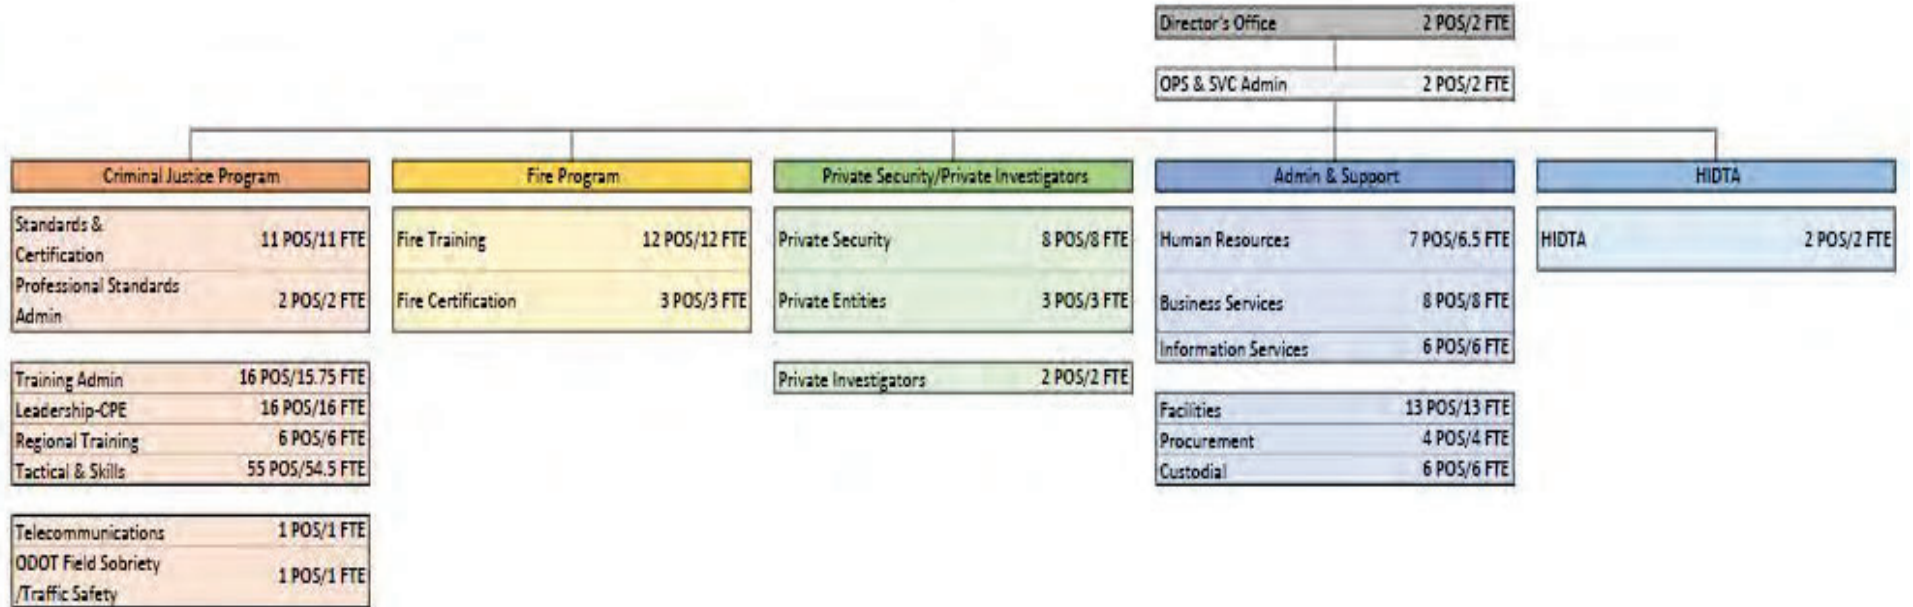 Director's Office 2 POS/2 FTE
OPS & SVC Admin 2 POS/2 FTE
Criminal Justice Program
Standards &
Certification 11 POS/11 FTE
Professional Standards
Admin 2 POS/2 FTE
Training Admin 16 POS/15.75 FTE
Leadership-CPE 16 POS/16 FTE
Regional Training 6 POS/6 FTE
Tactical & Skills 55 POS/54.5 FTE
Telecommunications 1 POS/1 FTE
ODOT Field Sobriety
/Traffic Safety 1 POS/1 FTE
Fire Program
Fire Training 12 POS/12 FTE
Fire Certification 3 POS/3 FTE
Private Security/Private Investigators
Private Security 8 POS/8 FTE
Private Entities 3 POS/3 FTE
Private Investigators 2 POS/2 FTE
Admin & Support
Human Resources 7 POS/6.5 FTE
Business Services 8 POS/8 FTE
Information Services 6 POS/6 FTE
Facilities 13 POS/13 FTE
Procurement 4 POS/4 FTE
Custodial 6 POS/6 FTE
HIDTA
HIDTA 2 POS/2 FTE